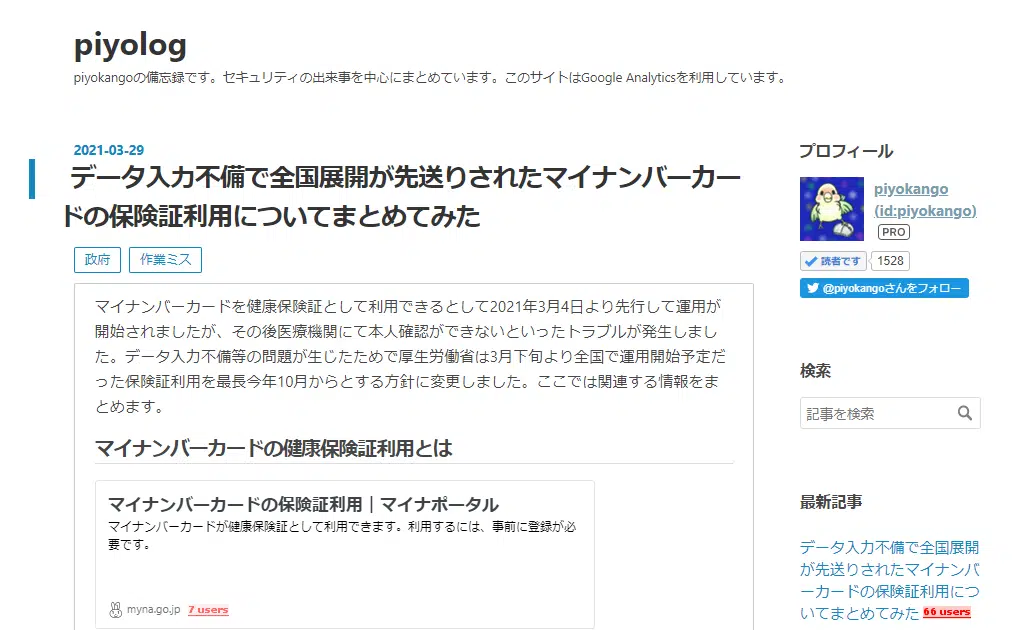 piyolog
piyokangoの備忘録です。セキュリティの出来事を中心にまとめています。このサイトはGoogle Analyticsを利用しています。
2021-03-29
データ入力不備で全国展開が先送りされたマイナンバーカー
ドの保険証利用についてまとめてみた
政府
作業ミス
マイナンバーカードを健康保険証として利用できるとして2021年3月4日より先行して運用が
開始されましたが、その後医療機関にて本人確認ができないといったトラブルが発生しまし
た。データ入力不備等の問題が生じたためで厚生労働省は3月下旬より全国で運用開始予定だ
った保険証利用を最長今年10月からとする方針に変更しました。ここでは関連する情報をま
とめます。
マイナンバーカードの健康保険証利用とは
マイナンバーカードの保険証利用｜マイナポータル
マイナンバーカードが健康保険証として利用できます。利用するには、事前に登録が必
要です。
myna.go.jp 7 users
プロフィール
piyokango
(id:piyokango)
PRO
読者です 1528
@piyokangoさんをフォロー
検索
記事を検索
最新記事
データ入力不備で全国展開
が先送りされたマイナンバ
ーカードの保険証利用につ
いてまとめてみた 66 users